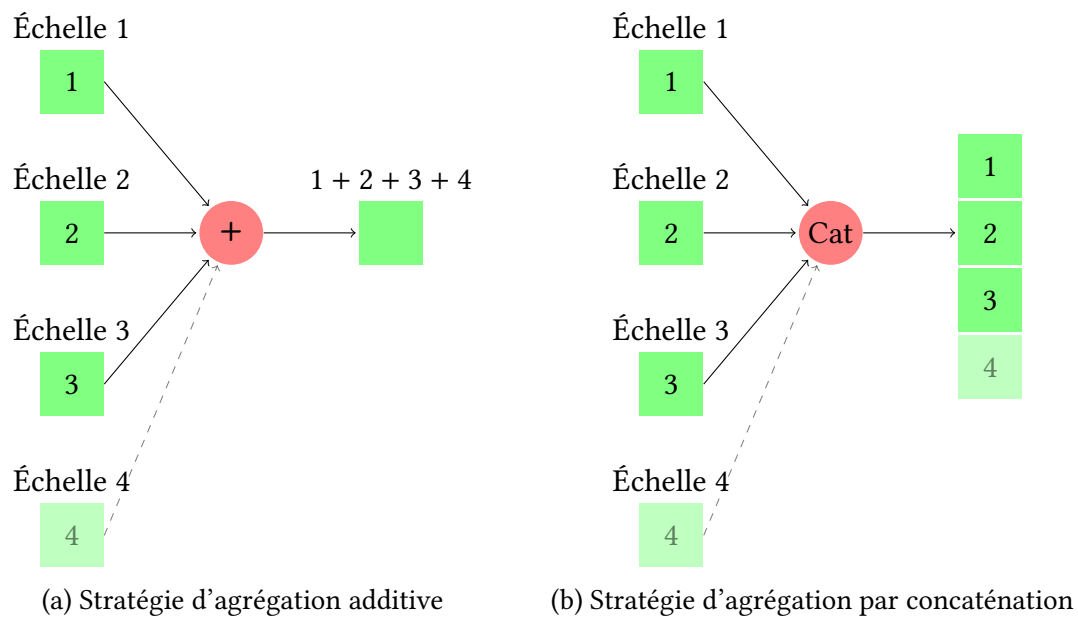 Échelle 1
1
Échelle 2
2
Échelle 3
3
Échelle 4
4
+
1 + 2 + 3 + 4
(a) Stratégie d'agrégation additive
Échelle 1
1
Échelle 2
2
Échelle 3
3
Échelle 4
4
Cat
1
2
3
4
(b) Stratégie d'agrégation par concaténation